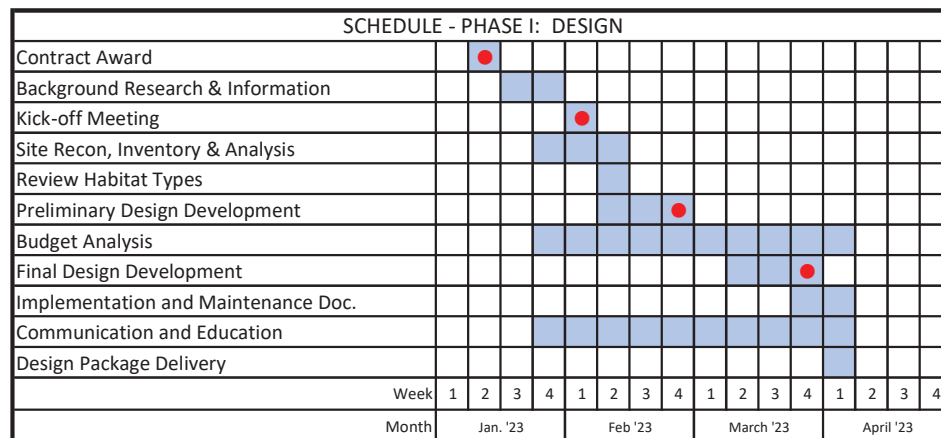 SCHEDULE - PHASE I: DESIGN
Contract Award
Background Research & Information
Kick-off Meeting
Site Recon, Inventory & Analysis
Review Habitat Types
Preliminary Design Development
Budget Analysis
Final Design Development
Implementation and Maintenance Doc.
Communication and Education
Design Package Delivery
Week 1 2 3 4 1 2 3 4 1 2 3 4 1 2 3 4
Month Jan. '23 Feb '23 March '23 April '23